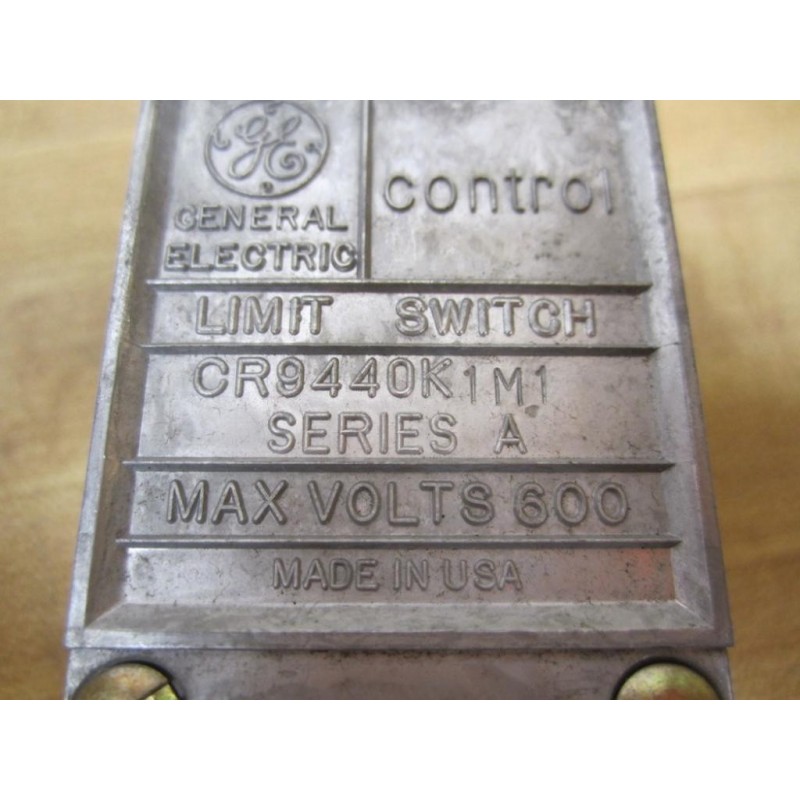 GE
GENERAL
ELECTRIC
control
LIMIT SWITCH
CR9440K1M1
SERIES A
MAX VOLTS 600
MADE IN USA